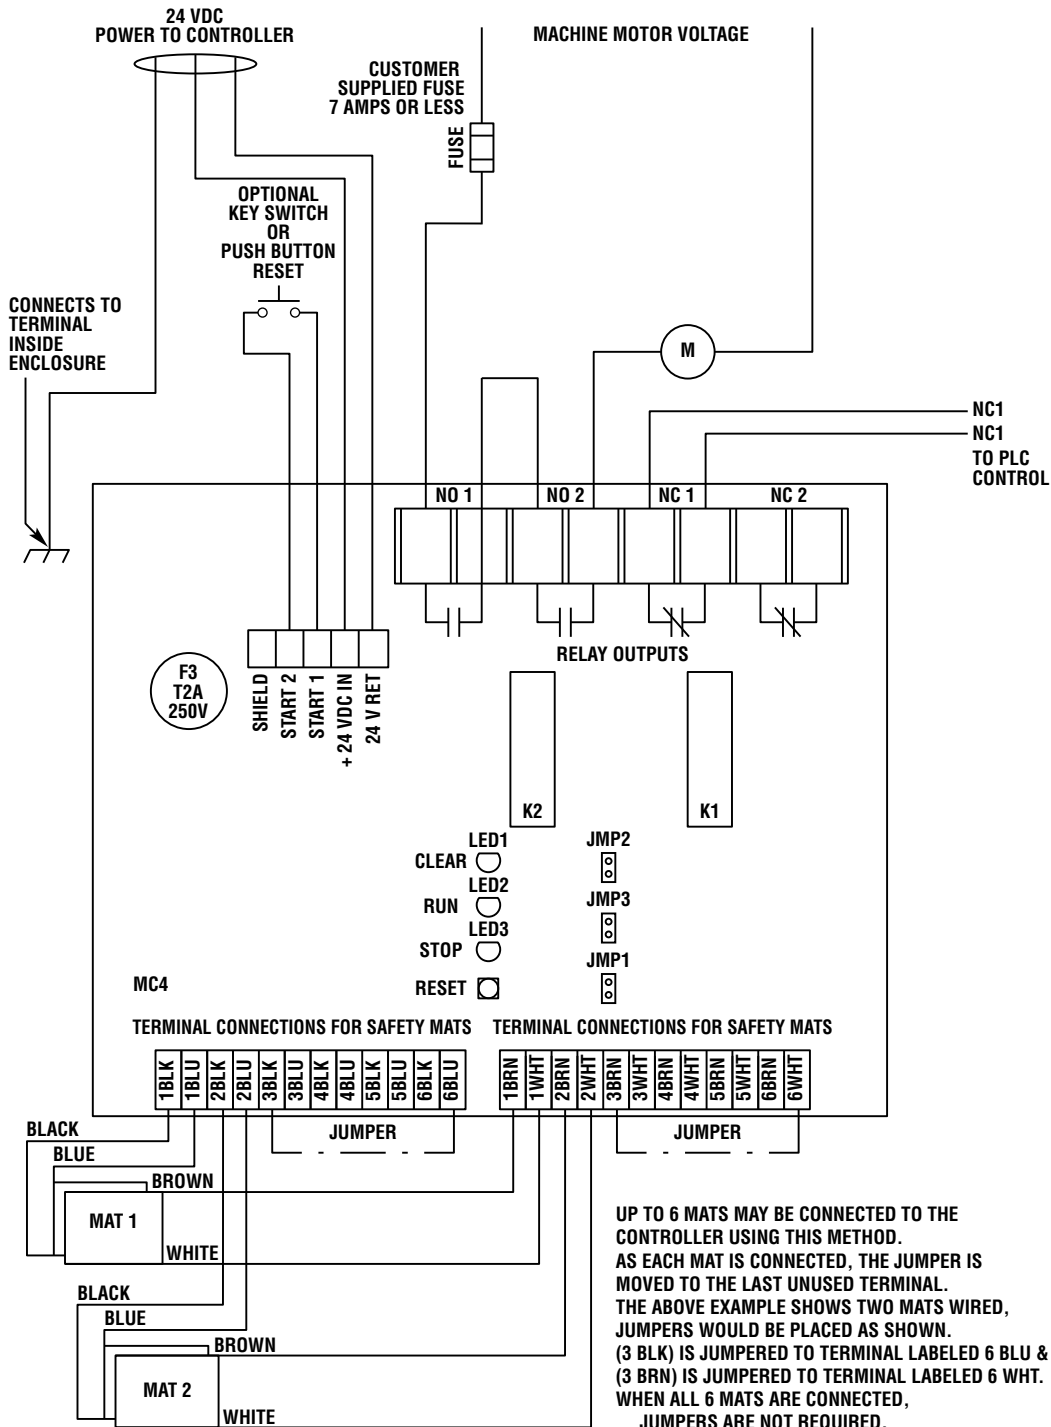 24 VDC
POWER TO CONTROLLER
MACHINE MOTOR VOLTAGE
CUSTOMER
SUPPLIED FUSE
7 AMPS OR LESS
FUSE
OPTIONAL
KEY SWITCH
OR
PUSH BUTTON
RESET
CONNECTS TO
TERMINAL
INSIDE
ENCLOSURE
M
NC1
NC1
TO PLC
CONTROL
NO 1
NO 2
NC 1
NC 2
RELAY OUTPUTS
F3
T2A
250V
SHIELD
START 2
START 1
+ 24 VDC IN
24 V RET
K2
K1
LED1
CLEAR
LED2
RUN
LED3
STOP
RESET
JMP2
JMP3
JMP1
MC4
TERMINAL CONNECTIONS FOR SAFETY MATS
TERMINAL CONNECTIONS FOR SAFETY MATS
1BLK
1BLU
2BLK
2BLU
3BLK
3BLU
4BLK
4BLU
5BLK
5BLU
6BLK
6BLU
1BRN
1WHT
2BRN
2WHT
3BRN
3WHT
4BRN
4WHT
5BRN
5WHT
6BRN
6WHT
JUMPER
JUMPER
BLACK
BLUE
BROWN
MAT 1
WHITE
BLACK
BLUE
BROWN
MAT 2
WHITE
UP TO 6 MATS MAY BE CONNECTED TO THE
CONTROLLER USING THIS METHOD.
AS EACH MAT IS CONNECTED, THE JUMPER IS
MOVED TO THE LAST UNUSED TERMINAL.
THE ABOVE EXAMPLE SHOWS TWO MATS WIRED,
JUMPERS WOULD BE PLACED AS SHOWN.
(3 BLK) IS JUMPERED TO TERMINAL LABELED 6 BLU &
(3 BRN) IS JUMPERED TO TERMINAL LABELED 6 WHT.
WHEN ALL 6 MATS ARE CONNECTED,
JUMPERS ARE NOT REQUIRED.